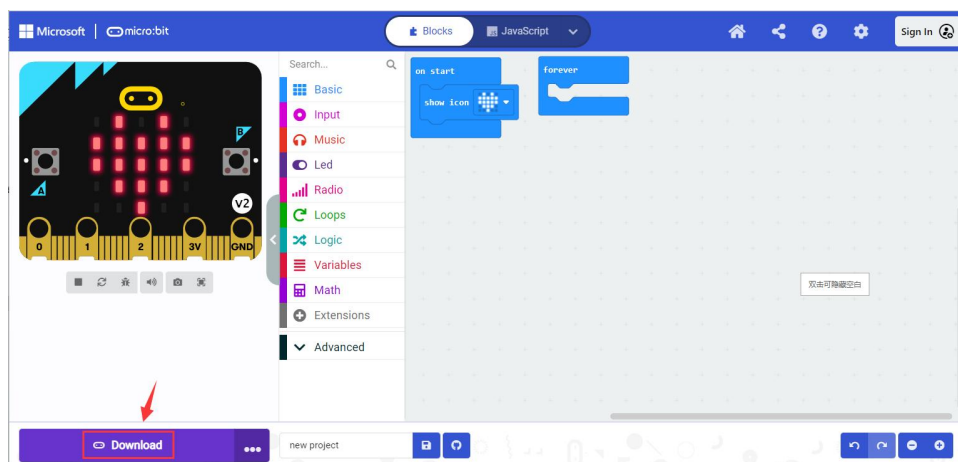 Microsoft | micro:bit
Blocks
JavaScript
Sign In
Search...
Basic
Input
Music
Led
Radio
Loops
Logic
Variables
Math
Extensions
Advanced
on start
show icon
forever
A
B
V2
0 1 2 3V GND
双击可隐藏空白
Download
new project